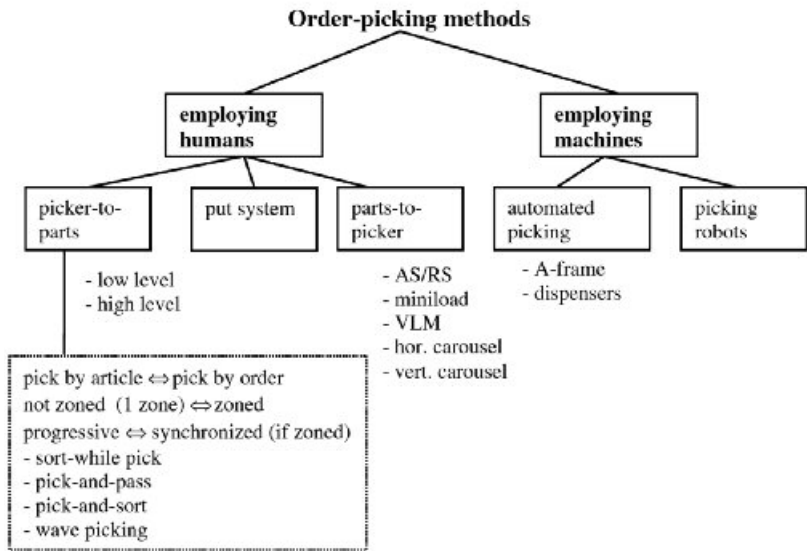 Order-picking methods
employing
humans
employing
machines
picker-to-
parts
put system
parts-to-
picker
automated
picking
picking
robots
- low level
- high level
- AS/RS
- miniload
- VLM
- hor. carousel
- vert. carousel
- A-frame
- dispensers
pick by article ⇔ pick by order
not zoned (1 zone) ⇔ zoned
progressive ⇔ synchronized (if zoned)
- sort-while pick
- pick-and-pass
- pick-and-sort
- wave picking